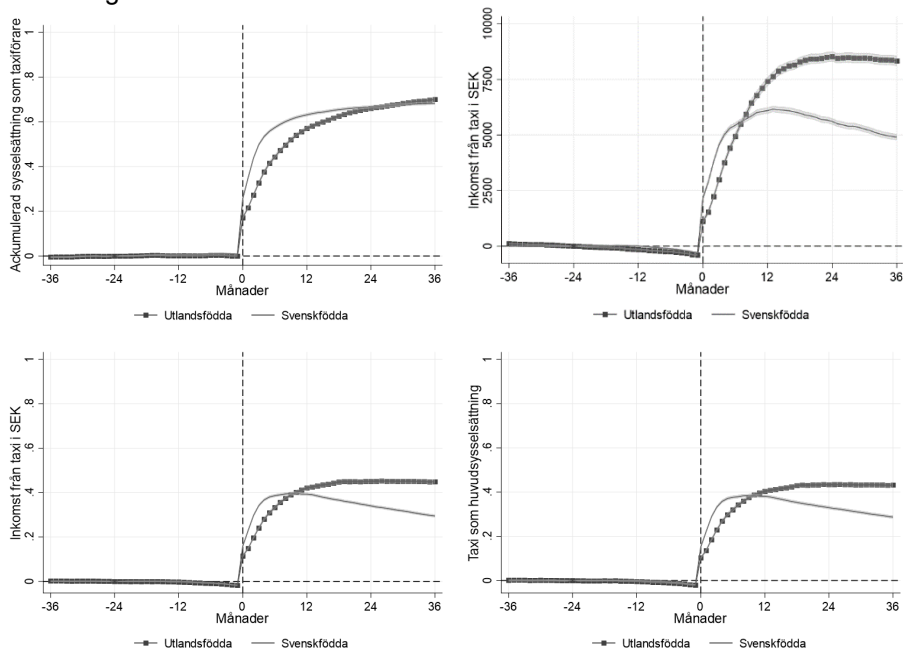 Ackumulerad sysselsättning som taxiförare
1
.8
.6
.4
.2
0
-36 -24 -12 0 12 24 36
Månader
Utlandsfödda Svenskfödda
Inkomst från taxi i SEK
10000
7500
5000
2500
0
-36 -24 -12 0 12 24 36
Månader
Utlandsfödda Svenskfödda
Inkomst från taxi i SEK
1
.8
.6
.4
.2
0
-36 -24 -12 0 12 24 36
Månader
Utlandsfödda Svenskfödda
Taxi som huvudsysselsättning
1
.8
.6
.4
.2
0
-36 -24 -12 0 12 24 36
Månader
Utlandsfödda Svenskfödda